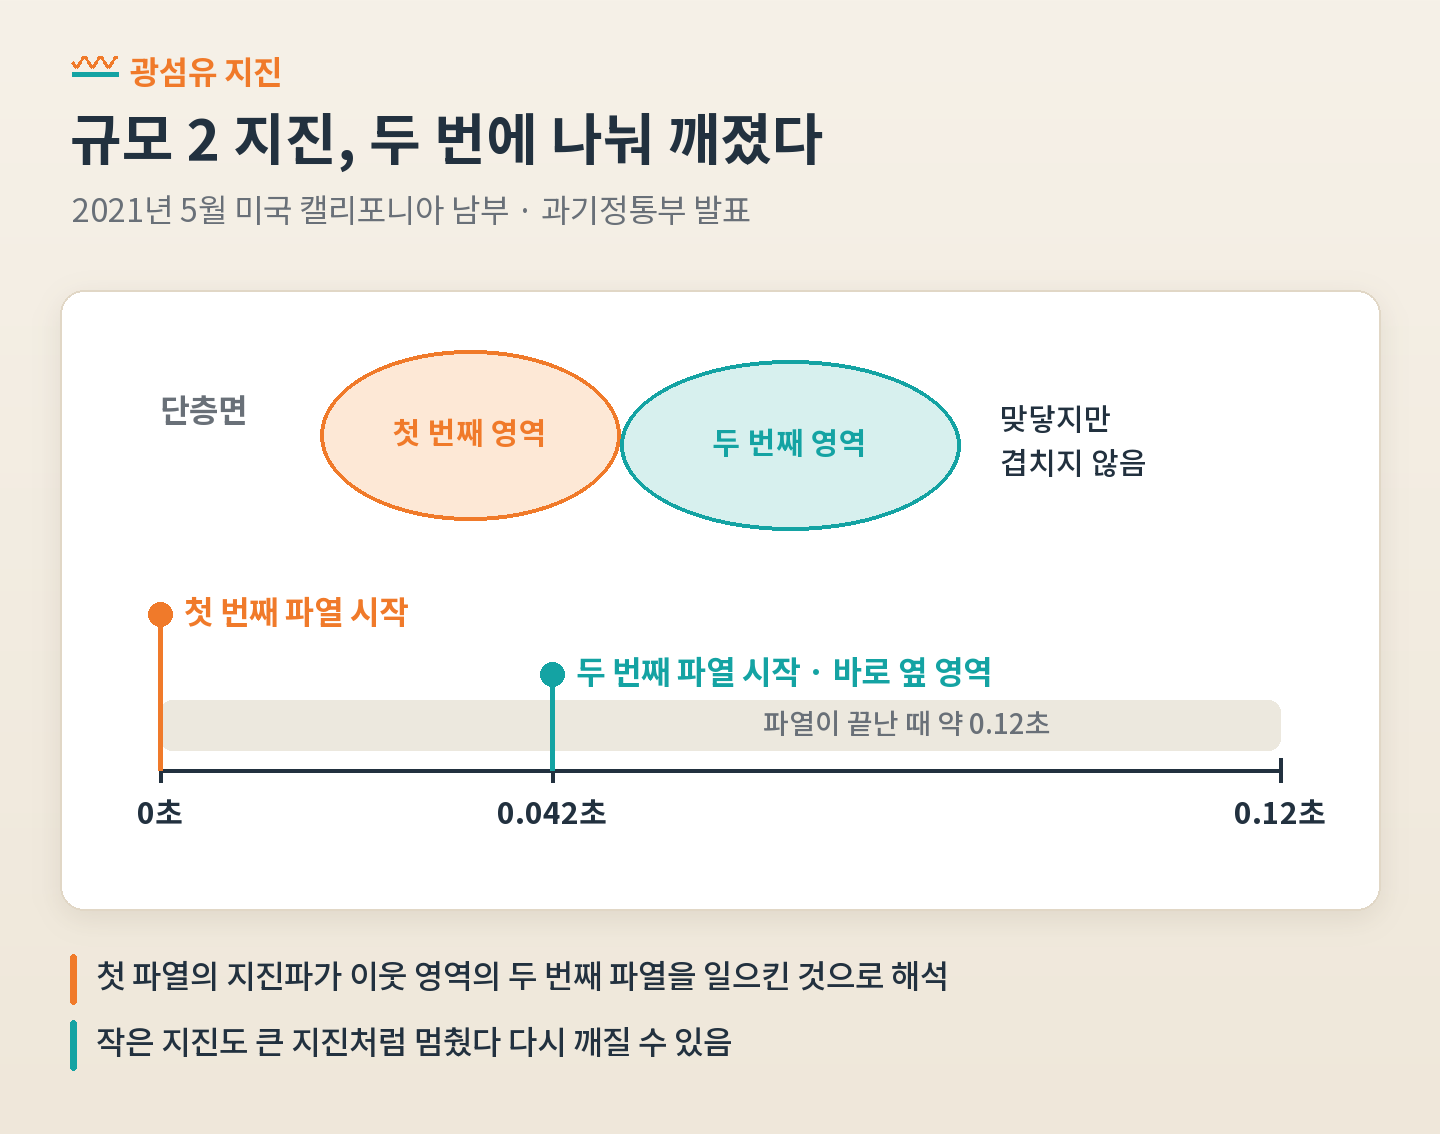 광섬유 지진
규모 2 지진, 두 번에 나눠 깨졌다
2021년 5월 미국 캘리포니아 남부 · 과기정통부 발표
단층면
첫 번째 영역
두 번째 영역
맞닿지만
겹치지 않음
첫 번째 파열 시작
두 번째 파열 시작 · 바로 옆 영역
파열이 끝난 때 약 0.12초
0초
0.042초
0.12초
첫 파열의 지진파가 이웃 영역의 두 번째 파열을 일으킨 것으로 해석
작은 지진도 큰 지진처럼 멈췄다 다시 깨질 수 있음